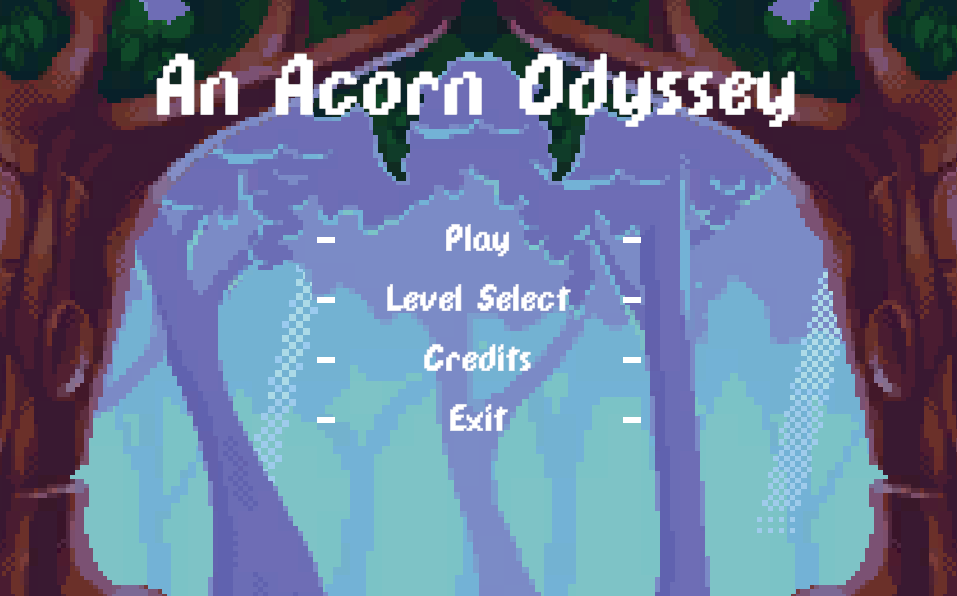 An Acorn Odyssey
- Play -
- Level Select -
- Credits -
- Exit -